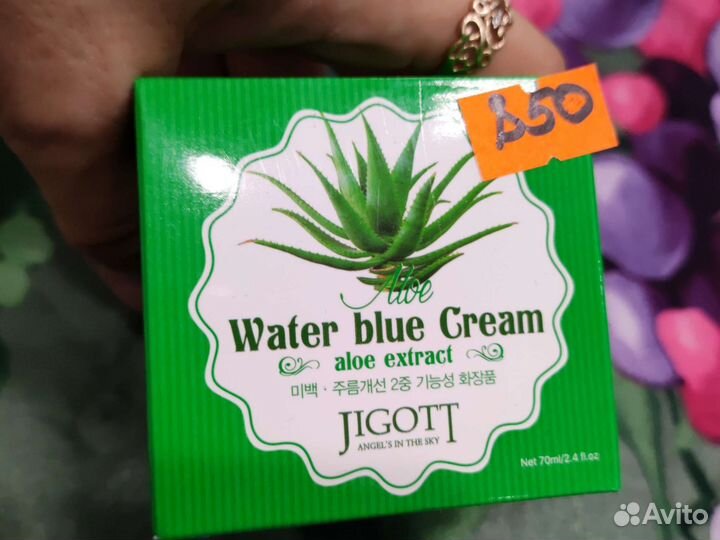 850
Aloe
Water blue Cream
aloe extract
미백 · 주름개선 2중 기능성 화장품
JIGOTT
ANGEL'S IN THE SKY
Net 70ml/2.4 fl.oz
Avito